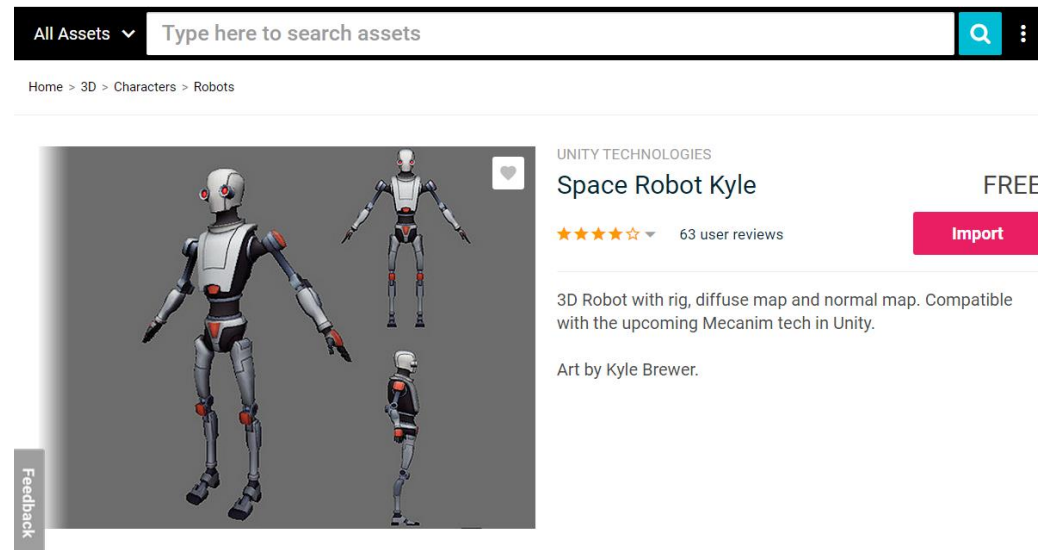 All Assets
Type here to search assets
Home > 3D > Characters > Robots
UNITY TECHNOLOGIES
Space Robot Kyle
FREE
63 user reviews
Import
3D Robot with rig, diffuse map and normal map. Compatible
with the upcoming Mecanim tech in Unity.
Art by Kyle Brewer.
Feedback